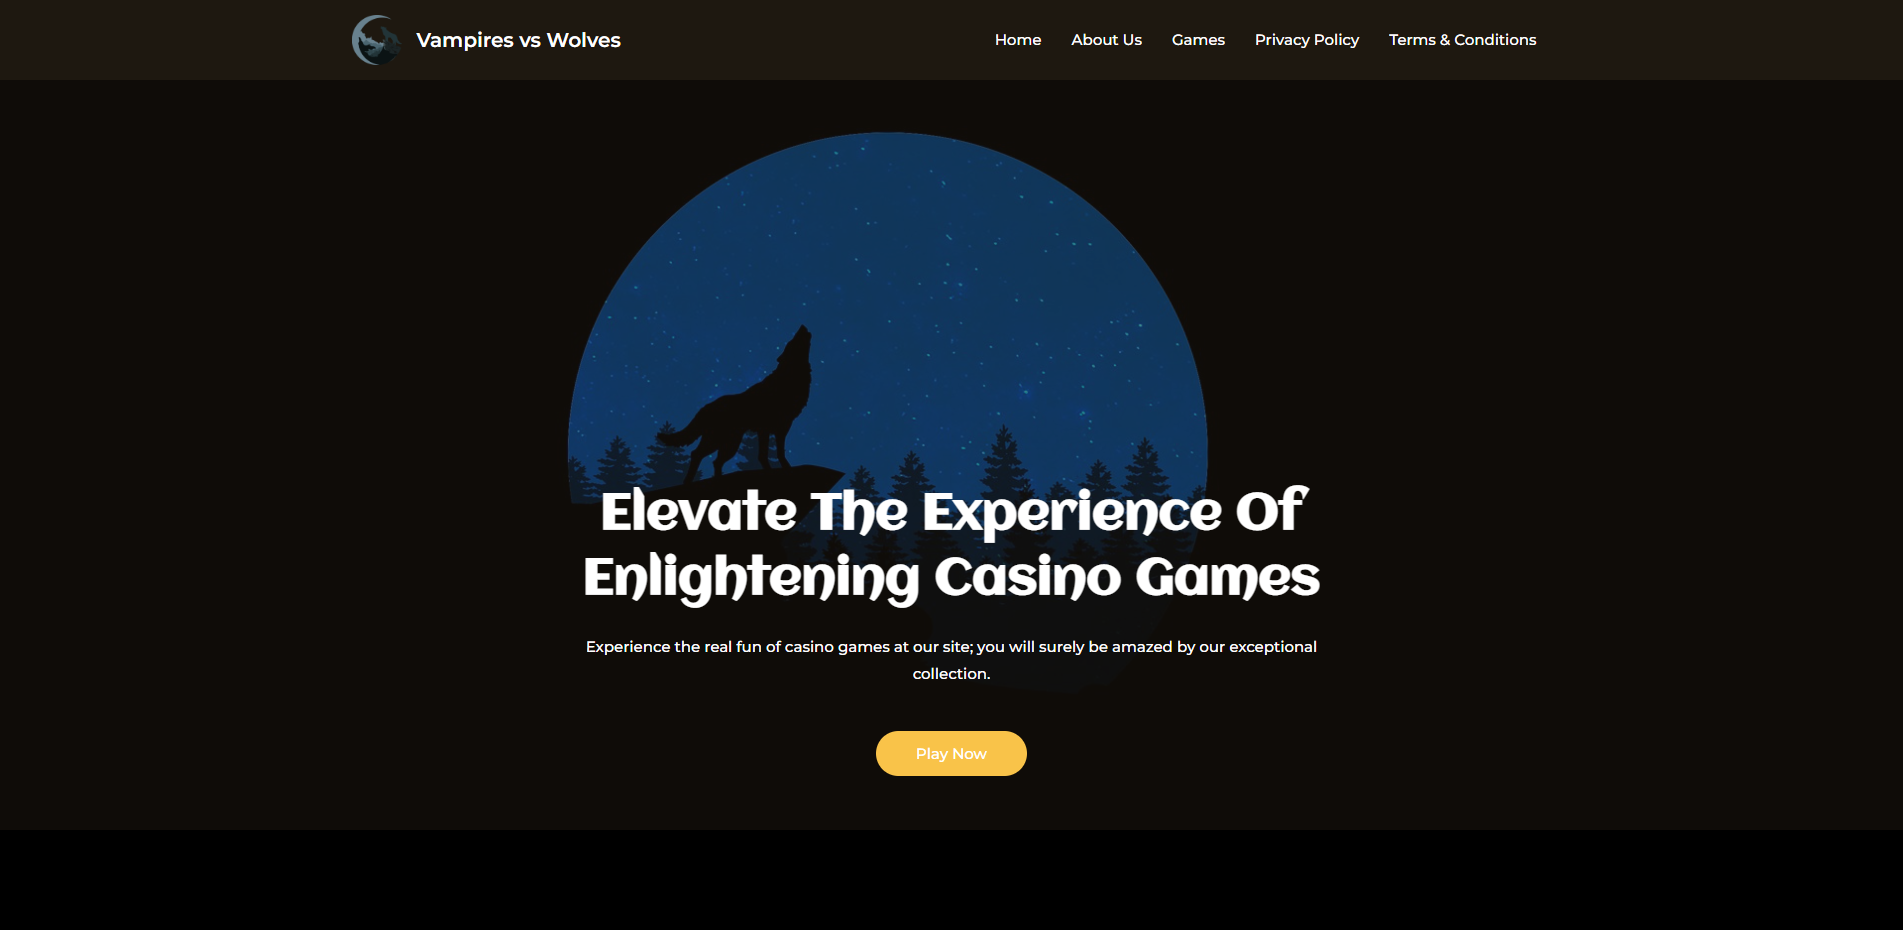 Vampires vs Wolves
Home
About Us
Games
Privacy Policy
Terms & Conditions
Elevate The Experience Of
Enlightening Casino Games
Experience the real fun of casino games at our site; you will surely be amazed by our exceptional
collection.
Play Now